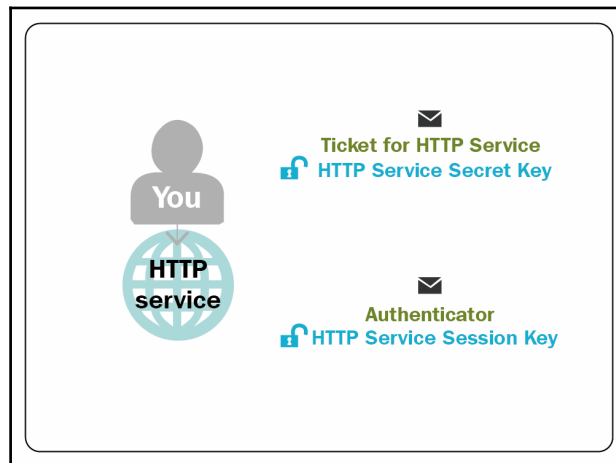 You
HTTP
service
Ticket for HTTP Service
HTTP Service Secret Key
Authenticator
HTTP Service Session Key